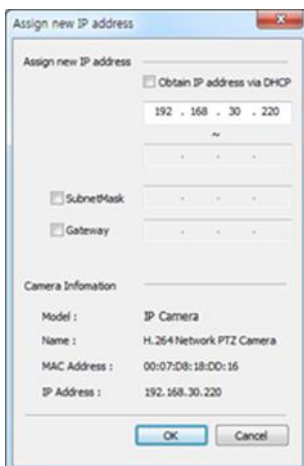 Assign new IP address
Assign new IP address
Obtain IP address via DHCP
192 . 168 . 30 . 220
~
. . .
SubnetMask . . .
Gateway . . .
Camera Infomation
Model : IP Camera
Name : H.264 Network PTZ Camera
MAC Address : 00:07:D8:18:DD:16
IP Address : 192.168.30.220
OK Cancel